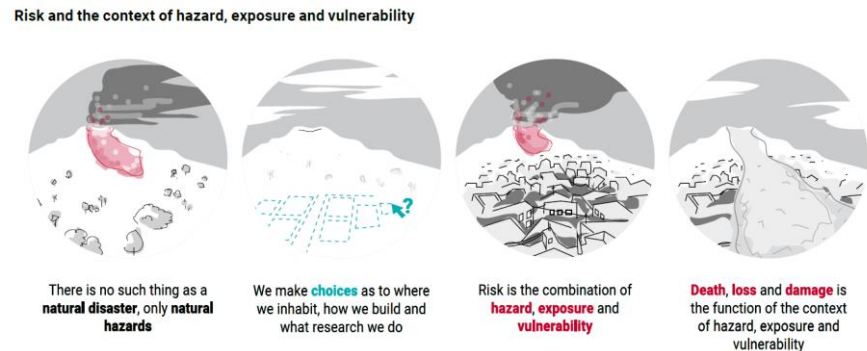 Risk and the context of hazard, exposure and vulnerability
?
There is no such thing as a
natural disaster, only natural
hazards
We make choices as to where
we inhabit, how we build and
what research we do
Risk is the combination of
hazard, exposure and
vulnerability
Death, loss and damage is
the function of the context
of hazard, exposure and
vulnerability